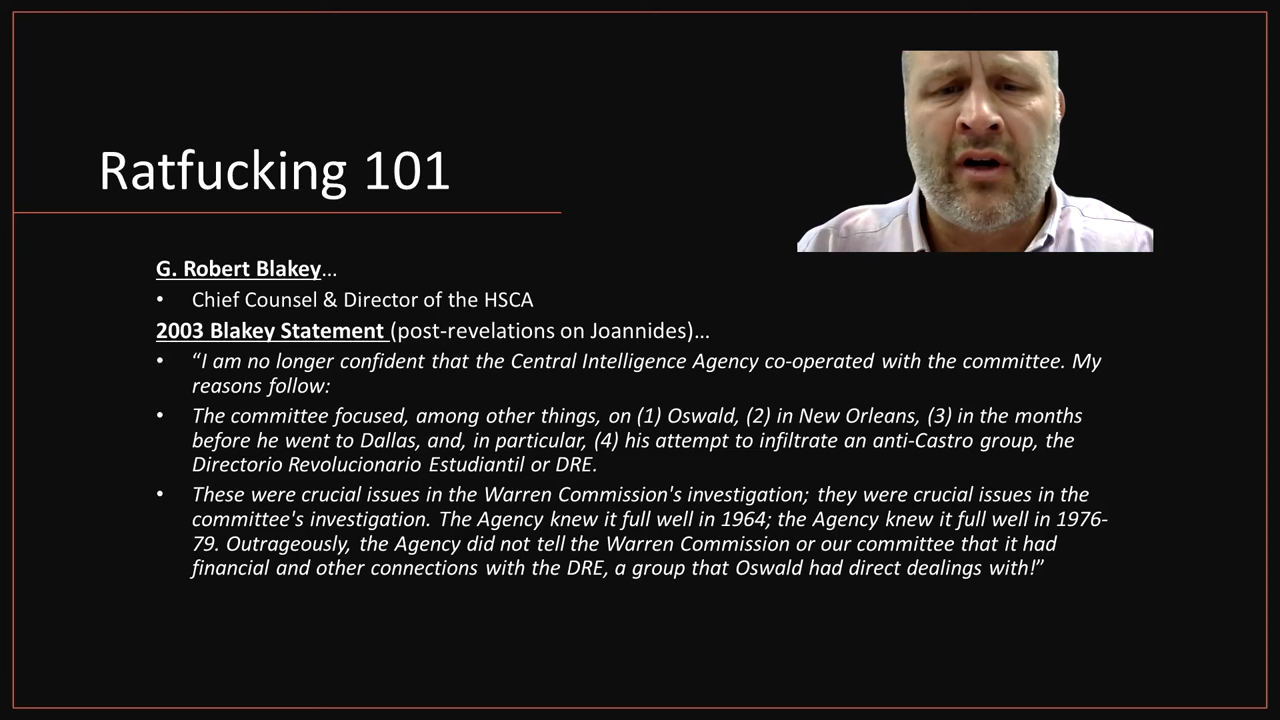 Ratfucking 101
G. Robert Blakey…
• Chief Counsel & Director of the HSCA
2003 Blakey Statement (post-revelations on Joannides)…
• “I am no longer confident that the Central Intelligence Agency co-operated with the committee. My
reasons follow:
• The committee focused, among other things, on (1) Oswald, (2) in New Orleans, (3) in the months
before he went to Dallas, and, in particular, (4) his attempt to infiltrate an anti-Castro group, the
Directorio Revolucionario Estudiantil or DRE.
• These were crucial issues in the Warren Commission's investigation; they were crucial issues in the
committee's investigation. The Agency knew it full well in 1964; the Agency knew it full well in 1976-
79. Outrageously, the Agency did not tell the Warren Commission or our committee that it had
financial and other connections with the DRE, a group that Oswald had direct dealings with!”